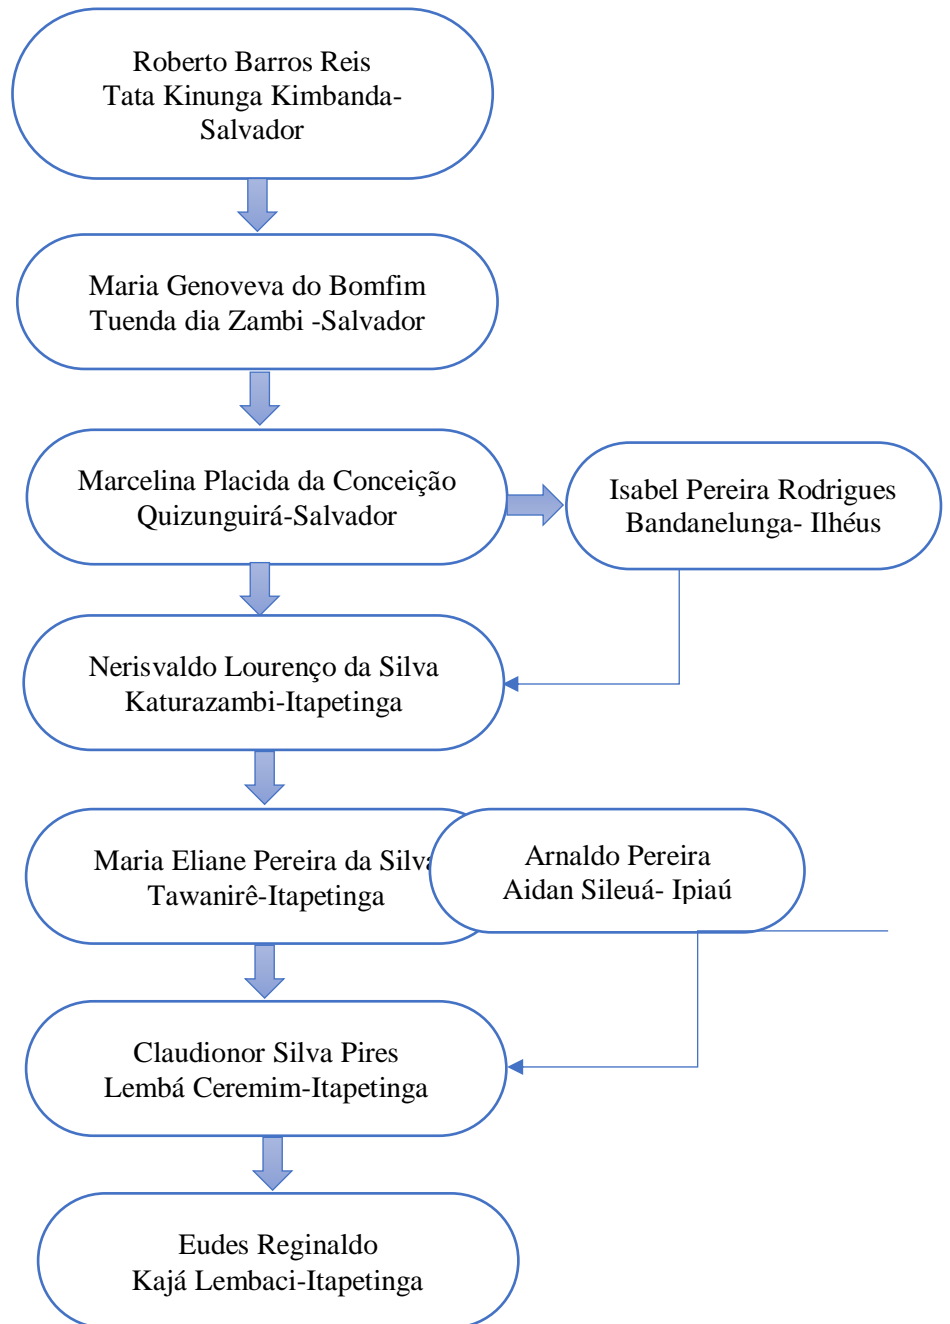 Roberto Barros Reis
Tata Kinunga Kimbanda-
Salvador
Maria Genoveva do Bomfim
Tuenda dia Zambi -Salvador
Marcelina Placida da Conceição
Quizunguirá-Salvador
Isabel Pereira Rodrigues
Bandanelunga- Ilhéus
Nerisvaldo Lourenço da Silva
Katurazambi-Itapetinga
Maria Eliane Pereira da Silva
Tawanirê-Itapetinga
Arnaldo Pereira
Aidan Sileuá- Ipiaú
Claudionor Silva Pires
Lembá Ceremim-Itapetinga
Eudes Reginaldo
Kajá Lembaci-Itapetinga